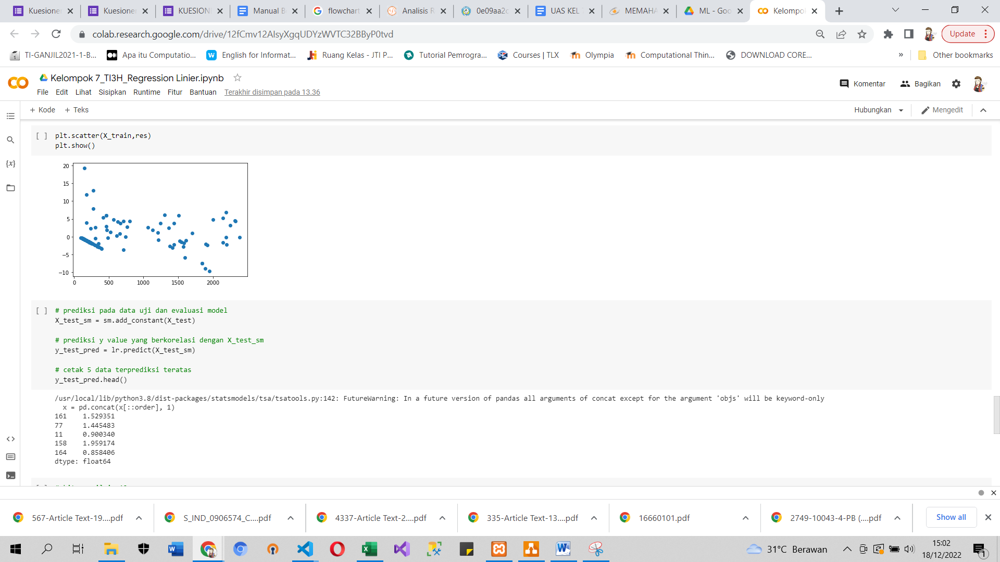 Kuesione
Kuesione
KUESION
Manual B
flowchart
Analisis R
0e09aa2c
UAS KEL
MEMAHA
ML - Goo
Kelompo
colab.research.google.com/drive/12fCmv12AIsyXgqUDYzWVTC32BByP0tvd
Update
TI-GANJIL2021-1-B...
Apa itu Computatio...
English for Informat...
Ruang Kelas - JTI P...
Tutorial Pemrogra...
Courses | TLX
Olympia
Computational Thin...
DOWNLOAD CORE...
»
Other bookmarks
Kelompok 7_TI3H_Regression Linier.ipynb
Komentar
Bagikan
File Edit Lihat Sisipkan Runtime Fitur Bantuan Terakhir disimpan pada 13.36
+ Kode + Teks
Hubungkan
Mengedit
[ ] plt.scatter(X_train,res)
plt.show()
20
15
10
5
0
−5
−10
0 500 1000 1500 2000
[ ] # prediksi pada data uji dan evaluasi model
X_test_sm = sm.add_constant(X_test)
# prediksi y value yang berkorelasi dengan X_test_sm
y_test_pred = lr.predict(X_test_sm)
# cetak 5 data terprediksi teratas
y_test_pred.head()
/usr/local/lib/python3.8/dist-packages/statsmodels/tsa/tsatools.py:142: FutureWarning: In a future version of pandas all arguments of concat except for the argument 'objs' will be keyword-only
x = pd.concat(x[::order], 1)
161 1.529351
77 1.445483
11 0.900340
158 1.959174
164 0.858406
dtype: float64
567-Article Text-19....pdf
S_IND_0906574_C....pdf
4337-Article Text-2....pdf
335-Article Text-13....pdf
16660101.pdf
2749-10043-4-PB (....pdf
Show all
31°C Berawan
15:02
18/12/2022
1